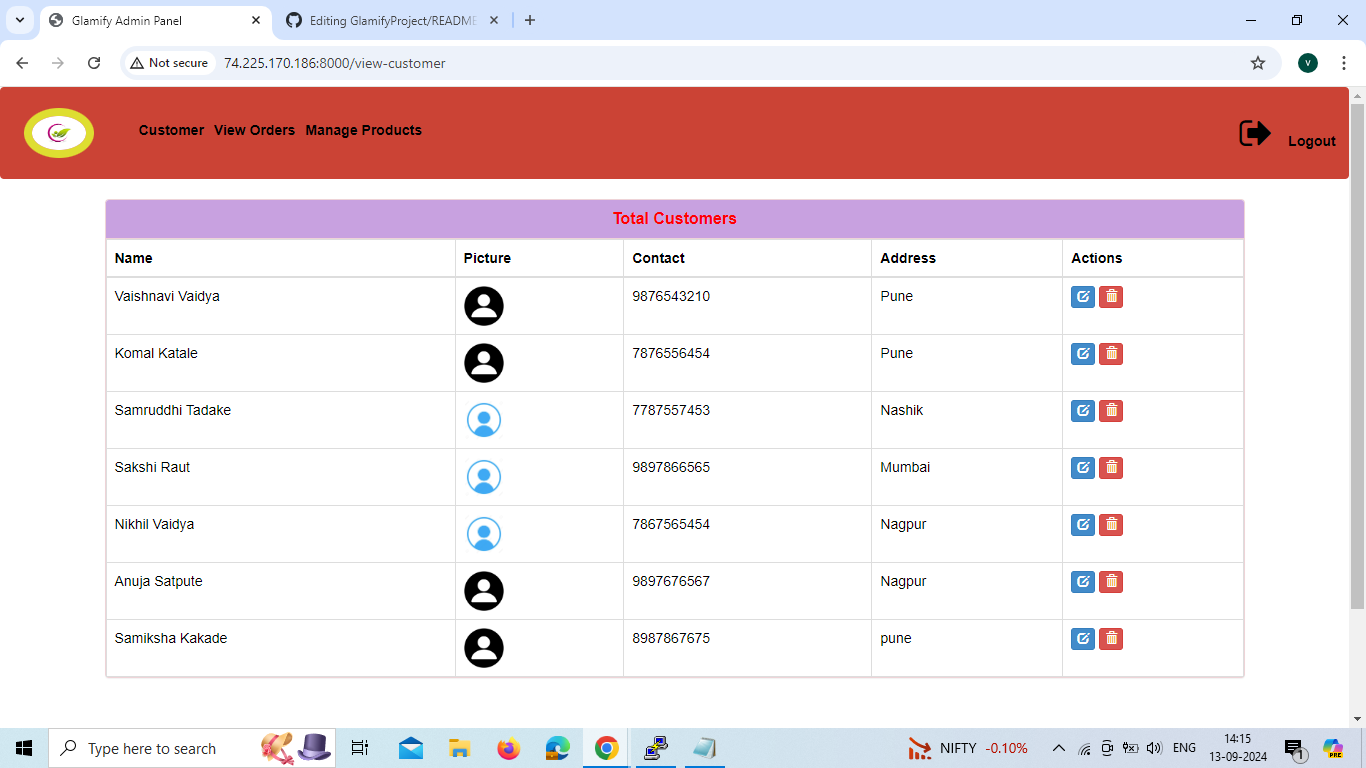 Glamify Admin Panel
Editing GlamifyProject/README
Not secure
74.225.170.186:8000/view-customer
V
Customer View Orders Manage Products
Logout
Total Customers
Name Picture Contact Address Actions
Vaishnavi Vaidya 9876543210 Pune
Komal Katale 7876556454 Pune
Samruddhi Tadake 7787557453 Nashik
Sakshi Raut 9897866565 Mumbai
Nikhil Vaidya 7867565454 Nagpur
Anuja Satpute 9897676567 Nagpur
Samiksha Kakade 8987867675 pune
Type here to search
NIFTY -0.10%
ENG
14:15
13-09-2024
1
PRE